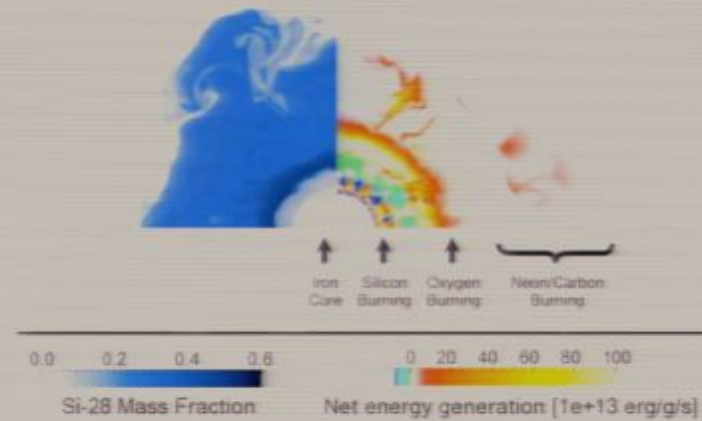 Iron Core
Silicon Burning
Oxygen Burning
Neon/Carbon Burning
0.0 0.2 0.4 0.6
Si-28 Mass Fraction
0 20 40 60 80 100
Net energy generation [1e+13 erg/g/s]